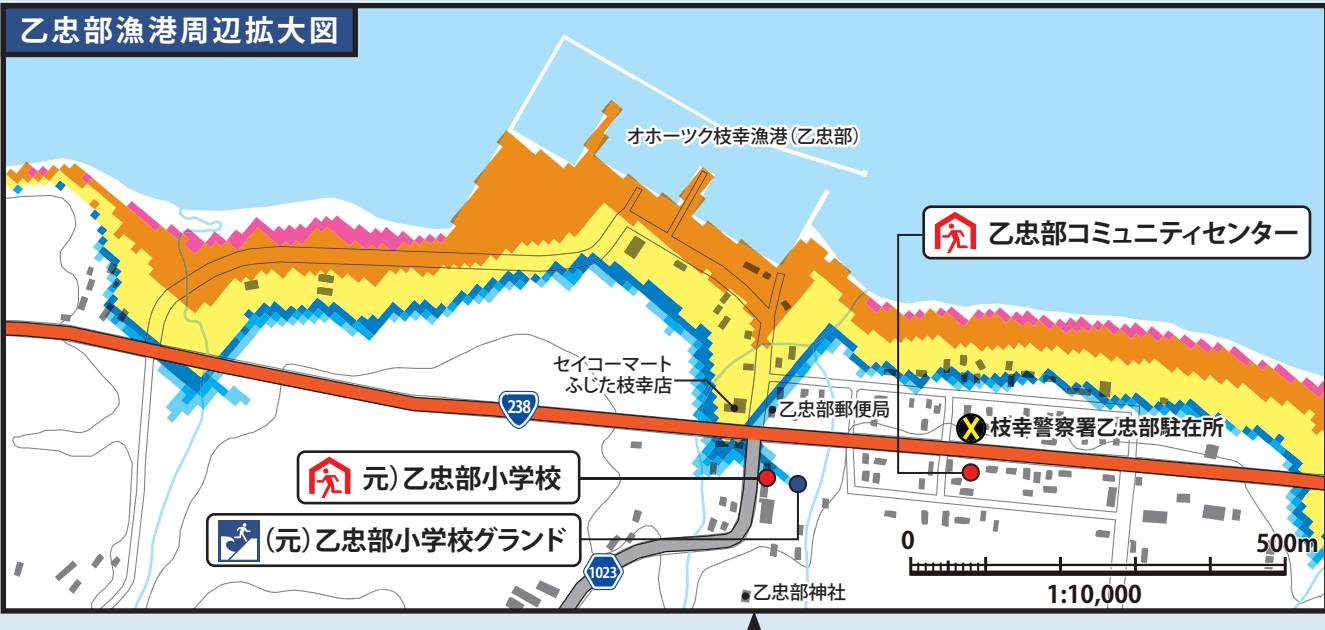 乙忠部漁港周辺拡大図
オホーツク枝幸漁港（乙忠部）
乙忠部コミュニティセンター
セイコーマート
ふじた枝幸店
238
乙忠部郵便局
X
枝幸警察署乙忠部駐在所
元）乙忠部小学校
（元）乙忠部小学校グランド
1023
乙忠部神社
0
500m
1:10,000